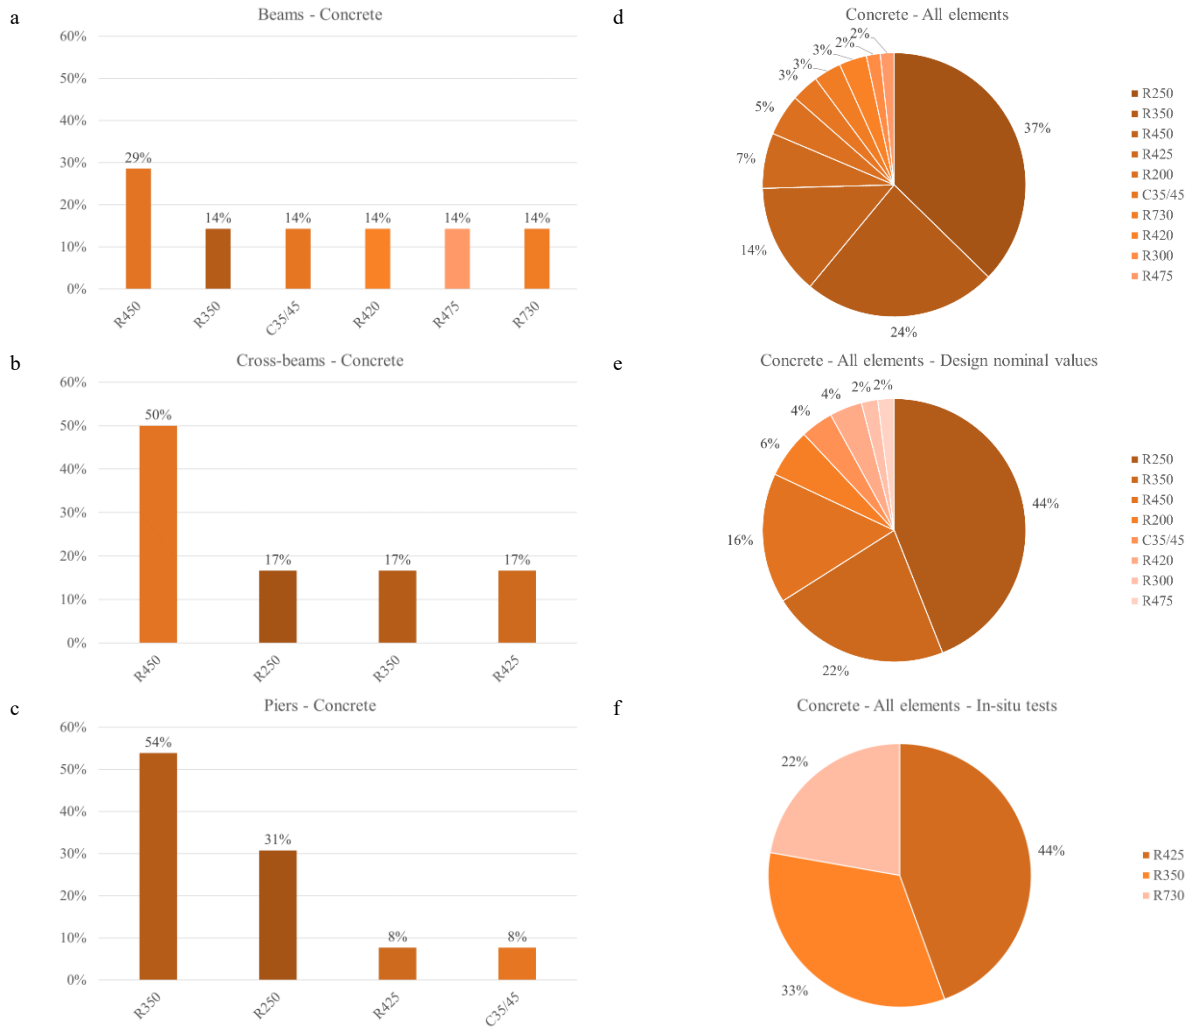 a
Beams - Concrete
60%
50%
40%
30%
20%
10%
0%
29%
14%
14%
14%
14%
14%
R450
R350
C35/45
R420
R475
R730
b
Cross-beams - Concrete
60%
50%
40%
30%
20%
10%
0%
50%
17%
17%
17%
R450
R250
R350
R425
c
Piers - Concrete
60%
50%
40%
30%
20%
10%
0%
54%
31%
8%
8%
R350
R250
R425
C35/45
d
Concrete - All elements
37%
24%
14%
7%
5%
3%
3%
3%
2%
2%
R250
R350
R450
R425
R200
C35/45
R730
R420
R300
R475
e
Concrete - All elements - Design nominal values
44%
22%
16%
6%
4%
4%
2%
2%
R250
R350
R450
R200
C35/45
R420
R300
R475
f
Concrete - All elements - In-situ tests
44%
33%
22%
R425
R350
R730